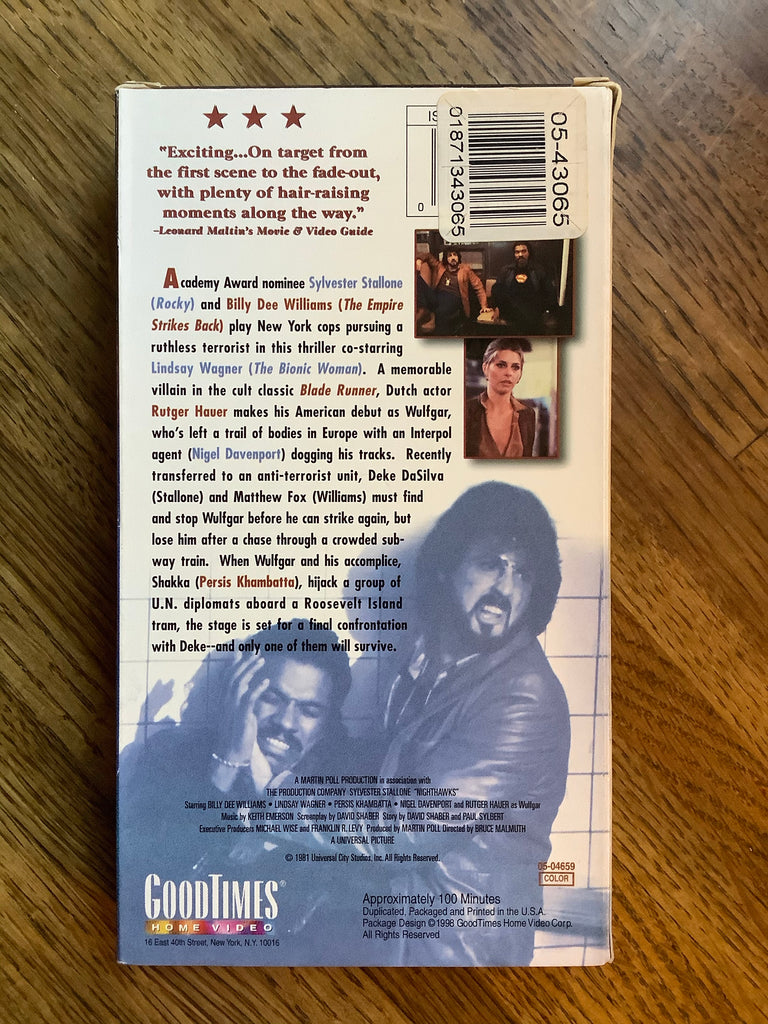 "Exciting...On target from
the first scene to the fade-out,
with plenty of hair-raising
moments along the way."
-Leonard Maltin's Movie & Video Guide
IS
0
05-43065
01871343065
Academy Award nominee Sylvester Stallone
(Rocky) and Billy Dee Williams (The Empire
Strikes Back) play New York cops pursuing a
ruthless terrorist in this thriller co-starring
Lindsay Wagner (The Bionic Woman). A memorable
villain in the cult classic Blade Runner, Dutch actor
Rutger Hauer makes his American debut as Wulfgar,
who's left a trail of bodies in Europe with an Interpol
agent (Nigel Davenport) dogging his tracks. Recently
transferred to an anti-terrorist unit, Deke DaSilva
(Stallone) and Matthew Fox (Williams) must find
and stop Wulfgar before he can strike again, but
lose him after a chase through a crowded sub-
way train. When Wulfgar and his accomplice,
Shakka (Persis Khambatta), hijack a group of
U.N. diplomats aboard a Roosevelt Island
tram, the stage is set for a final confrontation
with Deke--and only one of them will survive.
A MARTIN POLL PRODUCTION in association with
THE PRODUCTION COMPANY SYLVESTER STALLONE "NIGHTHAWKS"
Starring BILLY DEE WILLIAMS • LINDSAY WAGNER • PERSIS KHAMBATTA • NIGEL DAVENPORT and RUTGER HAUER as Wulfgar
Music by KEITH EMERSON Screenplay by DAVID SHABER Story by DAVID SHABER and PAUL SYLBERT
Executive Producers MICHAEL WISE and FRANKLIN R. LEVY Produced by MARTIN POLL Directed by BRUCE MALMUTH
A UNIVERSAL PICTURE
© 1981 Universal City Studios, Inc. All Rights Reserved.
05-04659
COLOR
GOODTIMES®
HOME VIDEO
16 East 40th Street, New York, N.Y. 10016
Approximately 100 Minutes
Duplicated, Packaged and Printed in the U.S.A.
Package Design ©1998 GoodTimes Home Video Corp.
All Rights Reserved